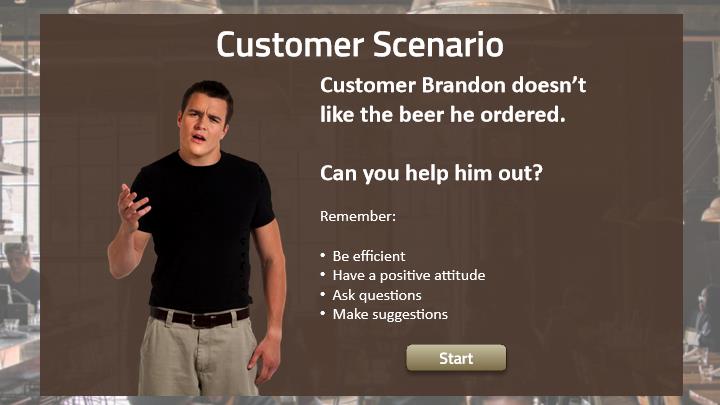 Customer Scenario
Customer Brandon doesn’t
like the beer he ordered.
Can you help him out?
Remember:
• Be efficient
• Have a positive attitude
• Ask questions
• Make suggestions
Start